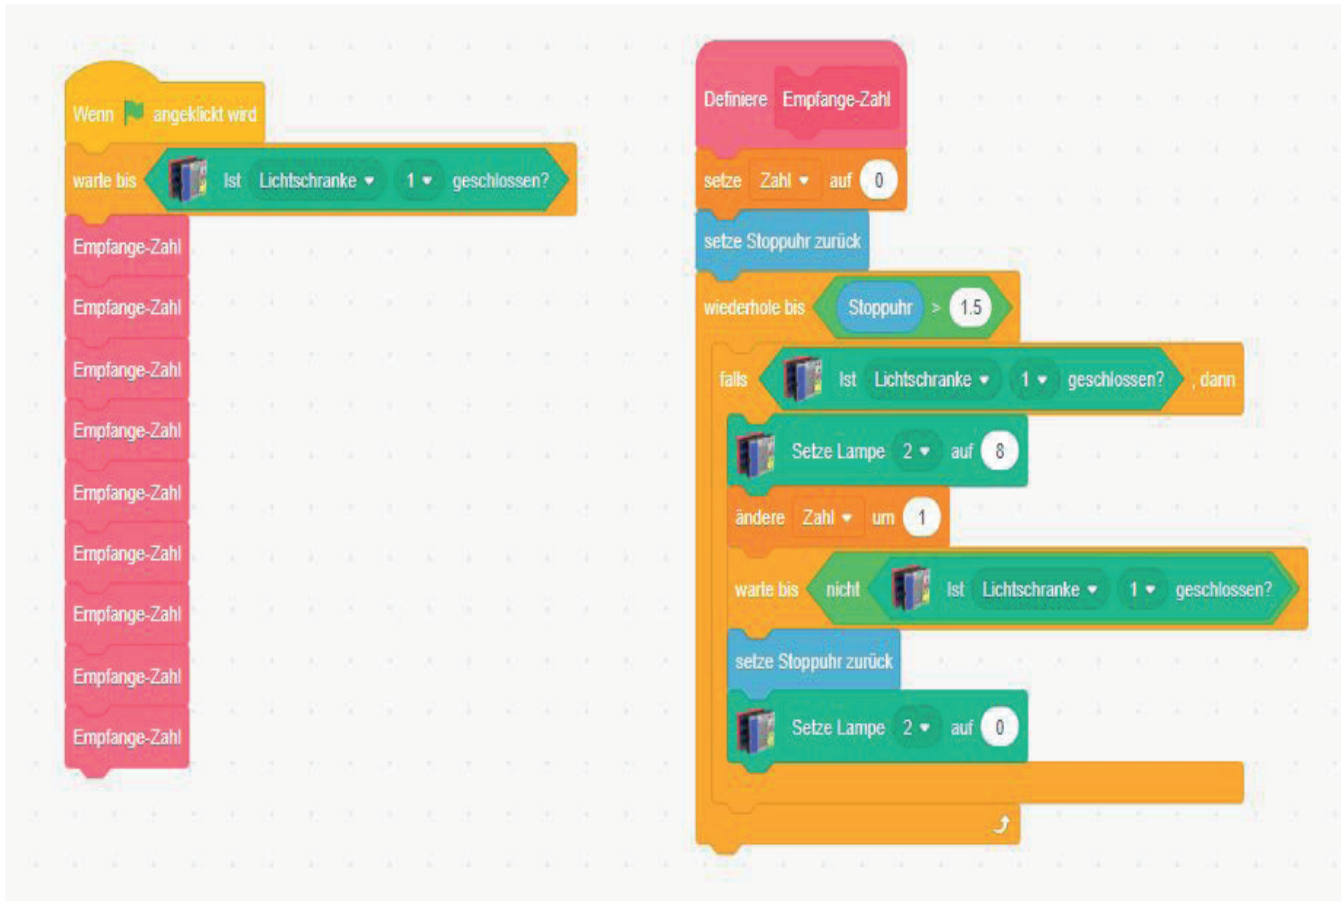 Wenn angeklickt wird
warte bis Ist Lichtschranke 1 geschlossen?
Empfange-Zahl
Empfange-Zahl
Empfange-Zahl
Empfange-Zahl
Empfange-Zahl
Empfange-Zahl
Empfange-Zahl
Empfange-Zahl
Empfange-Zahl
Definiere Empfange-Zahl
setze Zahl auf 0
setze Stoppuhr zurück
wiederhole bis Stoppuhr > 1.5
falls Ist Lichtschranke 1 geschlossen? , dann
Setze Lampe 2 auf 8
ändere Zahl um 1
warte bis nicht Ist Lichtschranke 1 geschlossen?
setze Stoppuhr zurück
Setze Lampe 2 auf 0